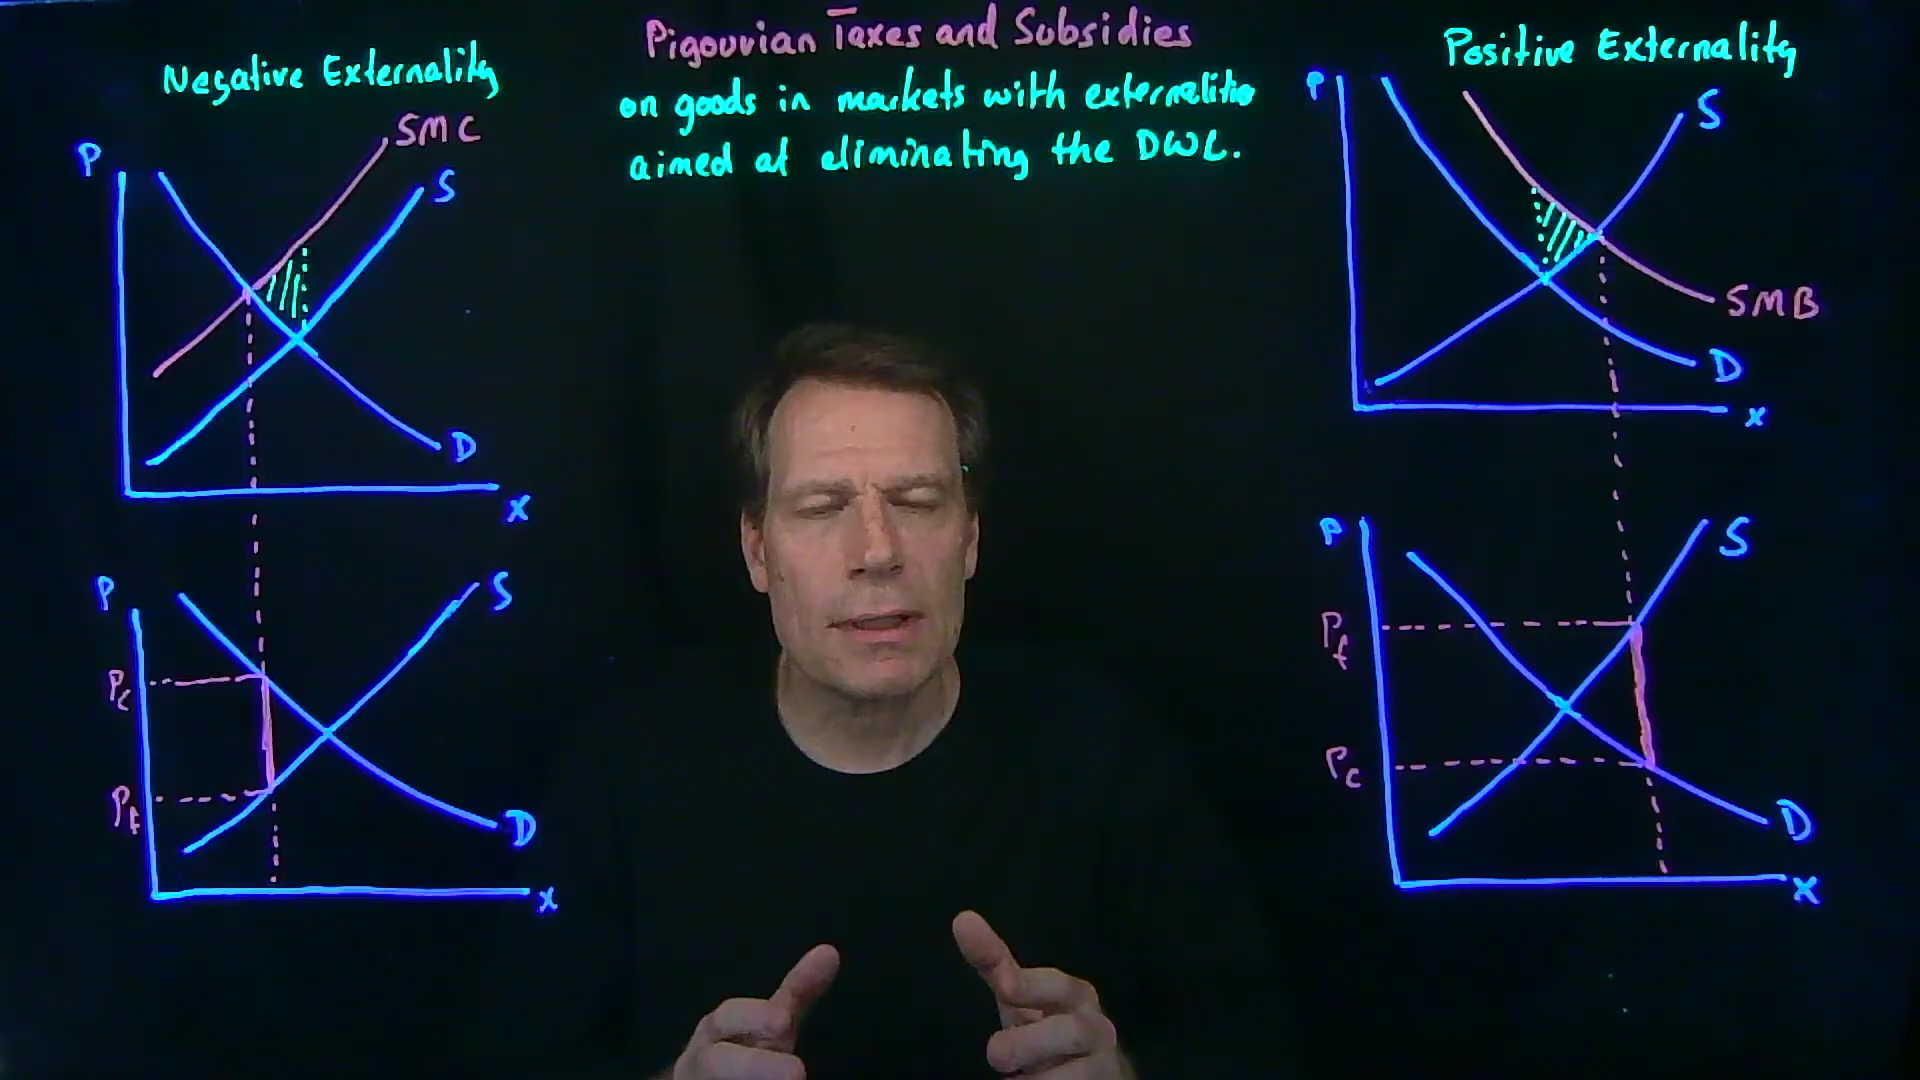 Negative Externality
Pigouvian Taxes and Subsidies
on goods in markets with externalities
aimed at eliminating the DWL.
Positive Externality
P
SMC
S
D
X
P
S
SMB
D
X
P
S
Pc
Pf
D
X
P
S
Pf
Pc
D
X